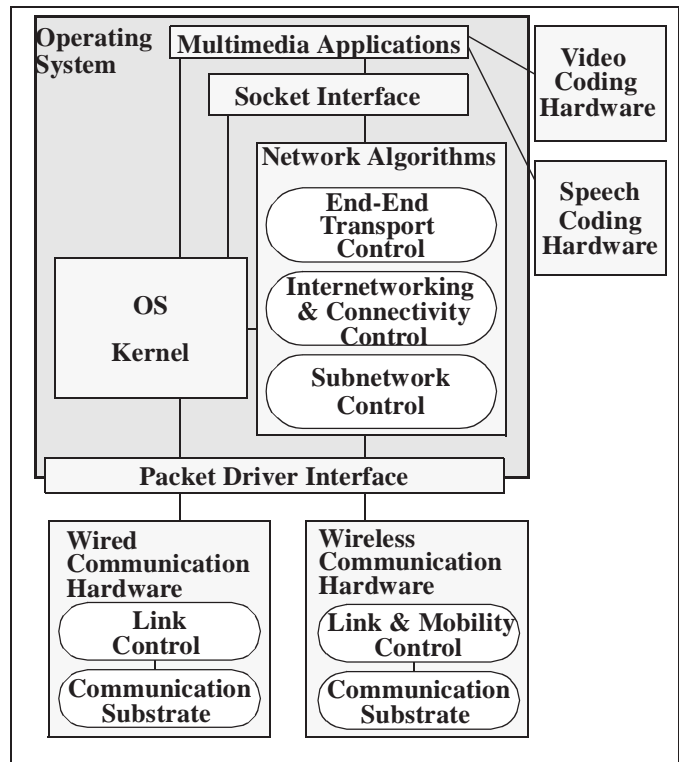 Operating
System
Multimedia Applications
Video
Coding
Hardware
Socket Interface
Network Algorithms
End-End
Transport
Control
Speech
Coding
Hardware
OS
Kernel
Internetworking
& Connectivity
Control
Subnetwork
Control
Packet Driver Interface
Wired
Communication
Hardware
Link
Control
Communication
Substrate
Wireless
Communication
Hardware
Link & Mobility
Control
Communication
Substrate